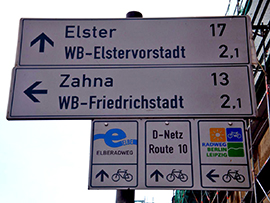 Elster 17
WB-Elstervorstadt 2,1
Zahna 13
WB-Friedrichstadt 2,1
e
ELBERADWEG
D-Netz
Route 10
RADWEG
BERLIN
LEIPZIG